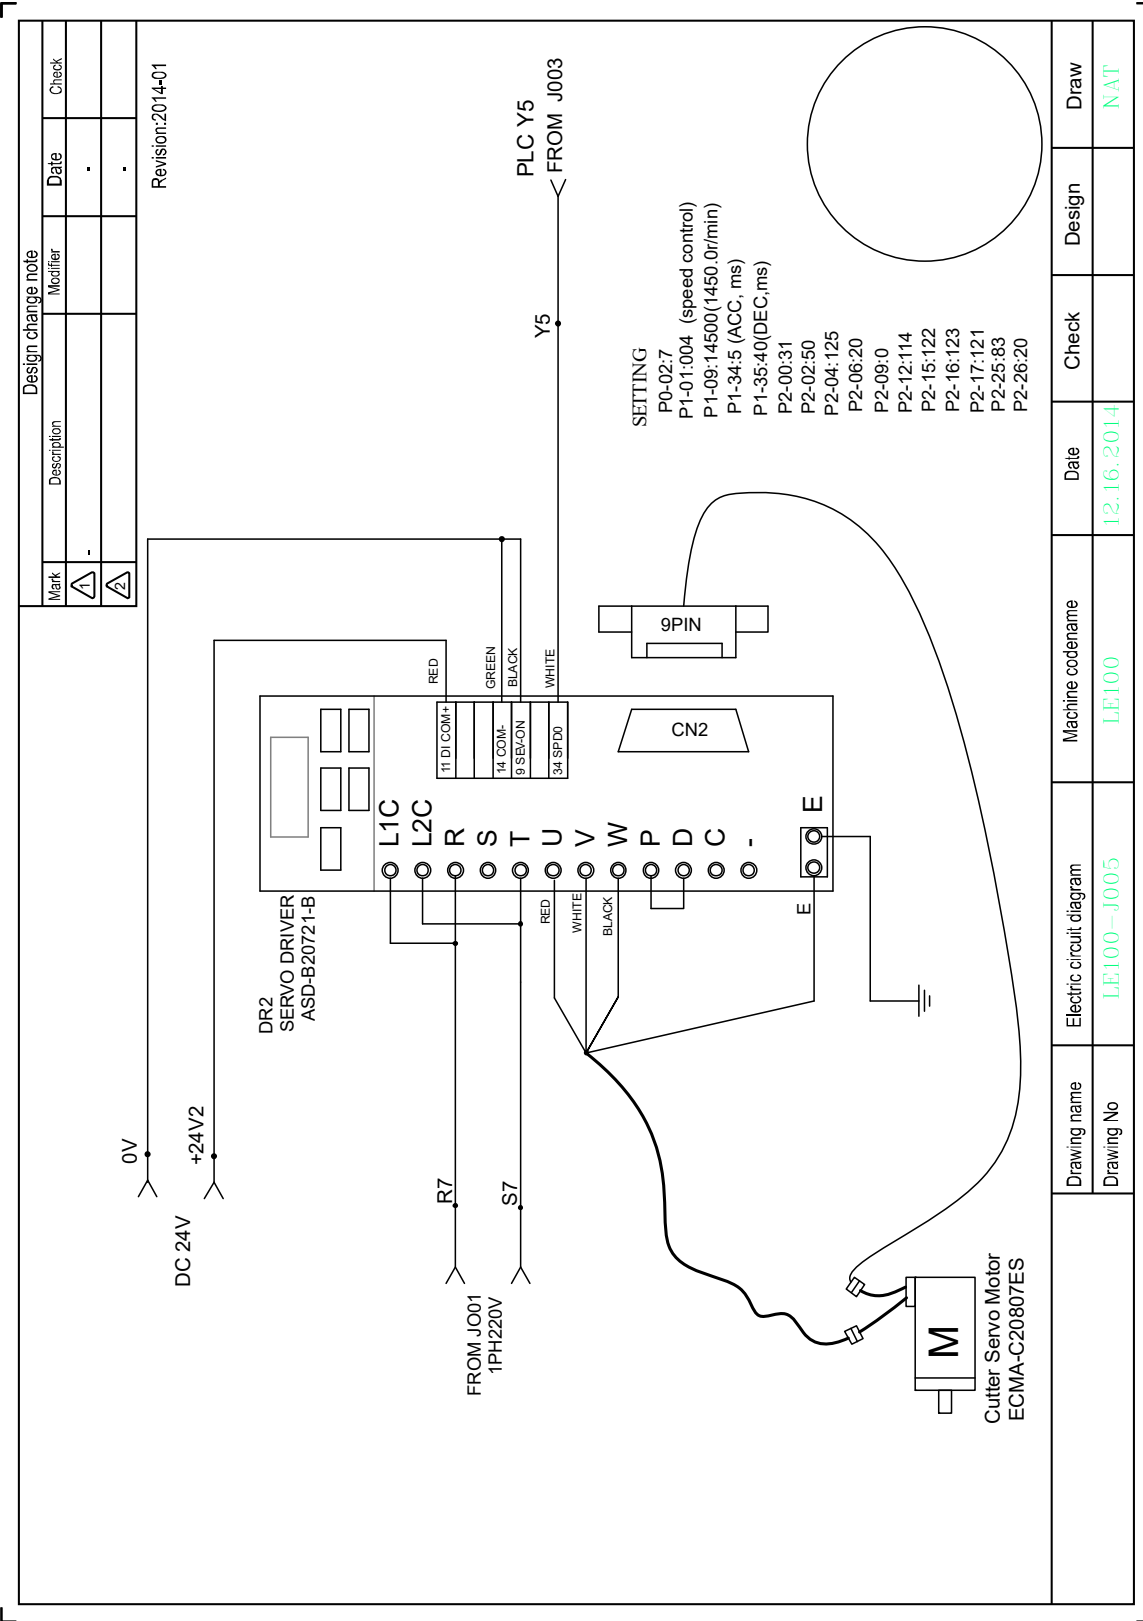 Design change note
Mark Description Modifier Date Check
1 - -
2 -
Revision:2014-01
0V
+24V2
DC 24V
R7
S7
FROM JO01
1PH220V
DR2
SERVO DRIVER
ASD-B20721-B
RED
GREEN
BLACK
WHITE
11 DI COM+
14 COM-
9 SEV-ON
34 SPD0
L1C
L2C
R
S
T
U
V
W
P
D
C
-
E
RED
WHITE
BLACK
E
CN2
9PIN
Y5
PLC Y5
FROM J003
SETTING
P0-02:7
P1-01:004 (speed control)
P1-09:14500(1450.0r/min)
P1-34:5 (ACC, ms)
P1-35:40(DEC,ms)
P2-00:31
P2-02:50
P2-04:125
P2-06:20
P2-09:0
P2-12:114
P2-15:122
P2-16:123
P2-17:121
P2-25:83
P2-26:20
M
Cutter Servo Motor
ECMA-C20807ES
Drawing name Electric circuit diagram Machine codename Date Check Design Draw
Drawing No LE100-J005 LE100 12.16.2014 NAT